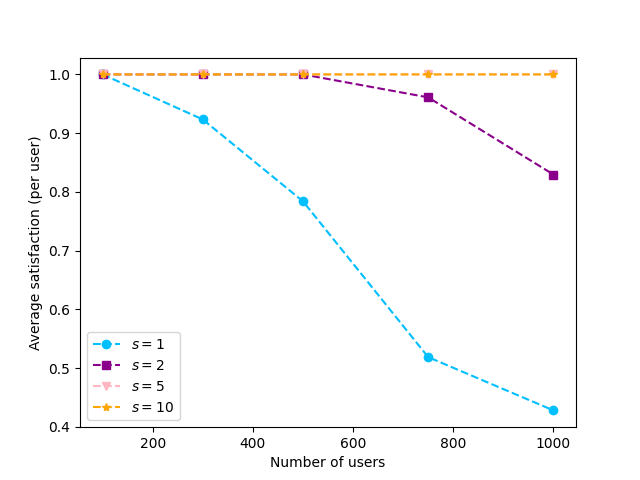 1.0
0.9
0.8
0.7
0.6
0.5
0.4
200 400 600 800 1000
Average satisfaction (per user)
Number of users
s = 1
s = 2
s = 5
s = 10